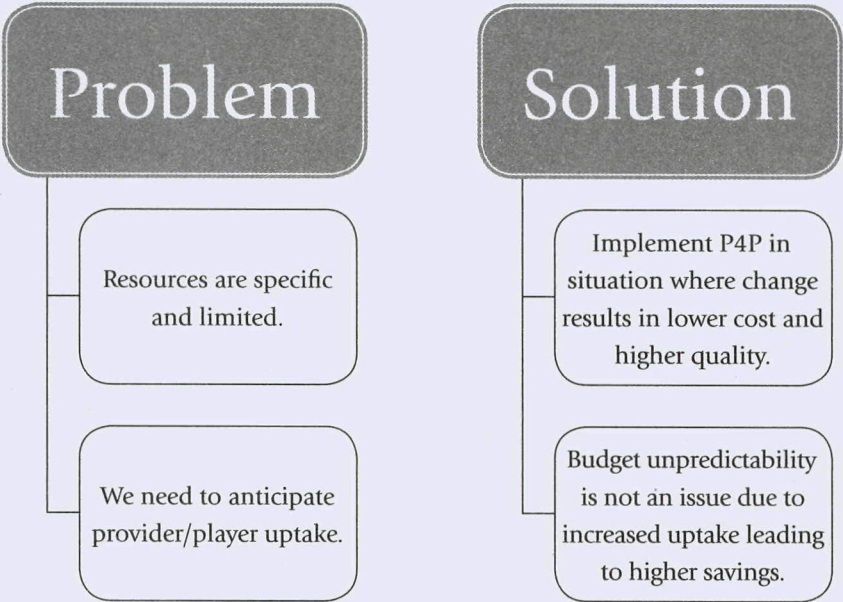 Problem
Resources are specific
and limited.
We need to anticipate
provider/player uptake.
Solution
Implement P4P in
situation where change
results in lower cost and
higher quality.
Budget unpredictability
is not an issue due to
increased uptake leading
to higher savings.